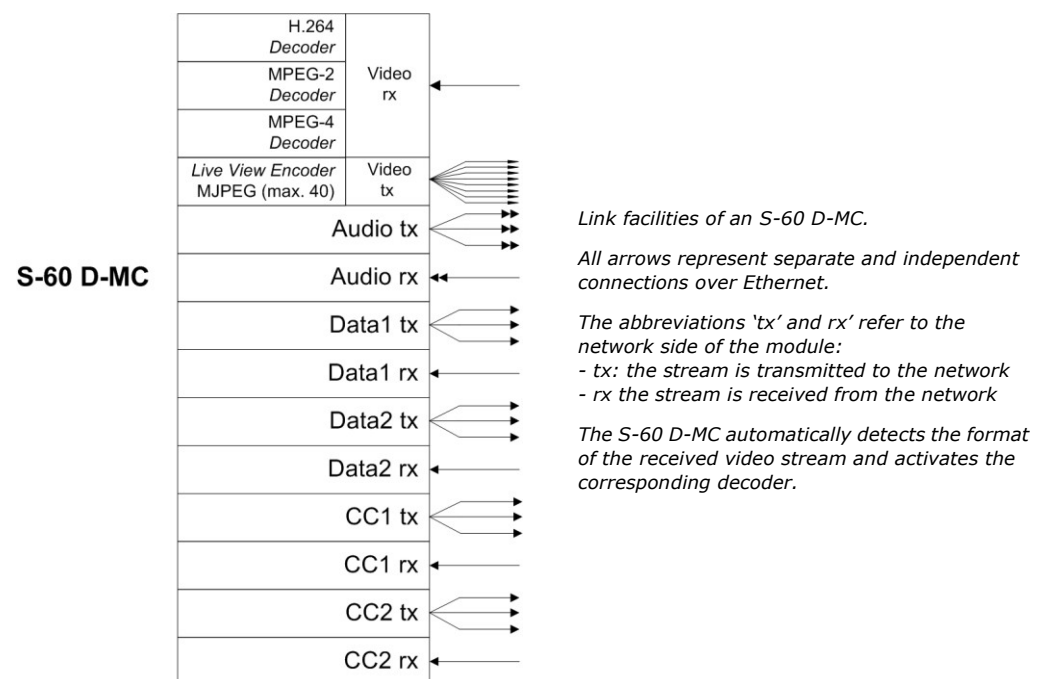 H.264
Decoder
MPEG-2
Decoder
MPEG-4
Decoder
Video
rx
Live View Encoder
MJPEG (max. 40)
Video
tx
Audio tx
S-60 D-MC
Audio rx
Data1 tx
Data1 rx
Data2 tx
Data2 rx
CC1 tx
CC1 rx
CC2 tx
CC2 rx
Link facilities of an S-60 D-MC.
All arrows represent separate and independent
connections over Ethernet.
The abbreviations ‘tx’ and rx’ refer to the
network side of the module:
- tx: the stream is transmitted to the network
- rx the stream is received from the network
The S-60 D-MC automatically detects the format
of the received video stream and activates the
corresponding decoder.